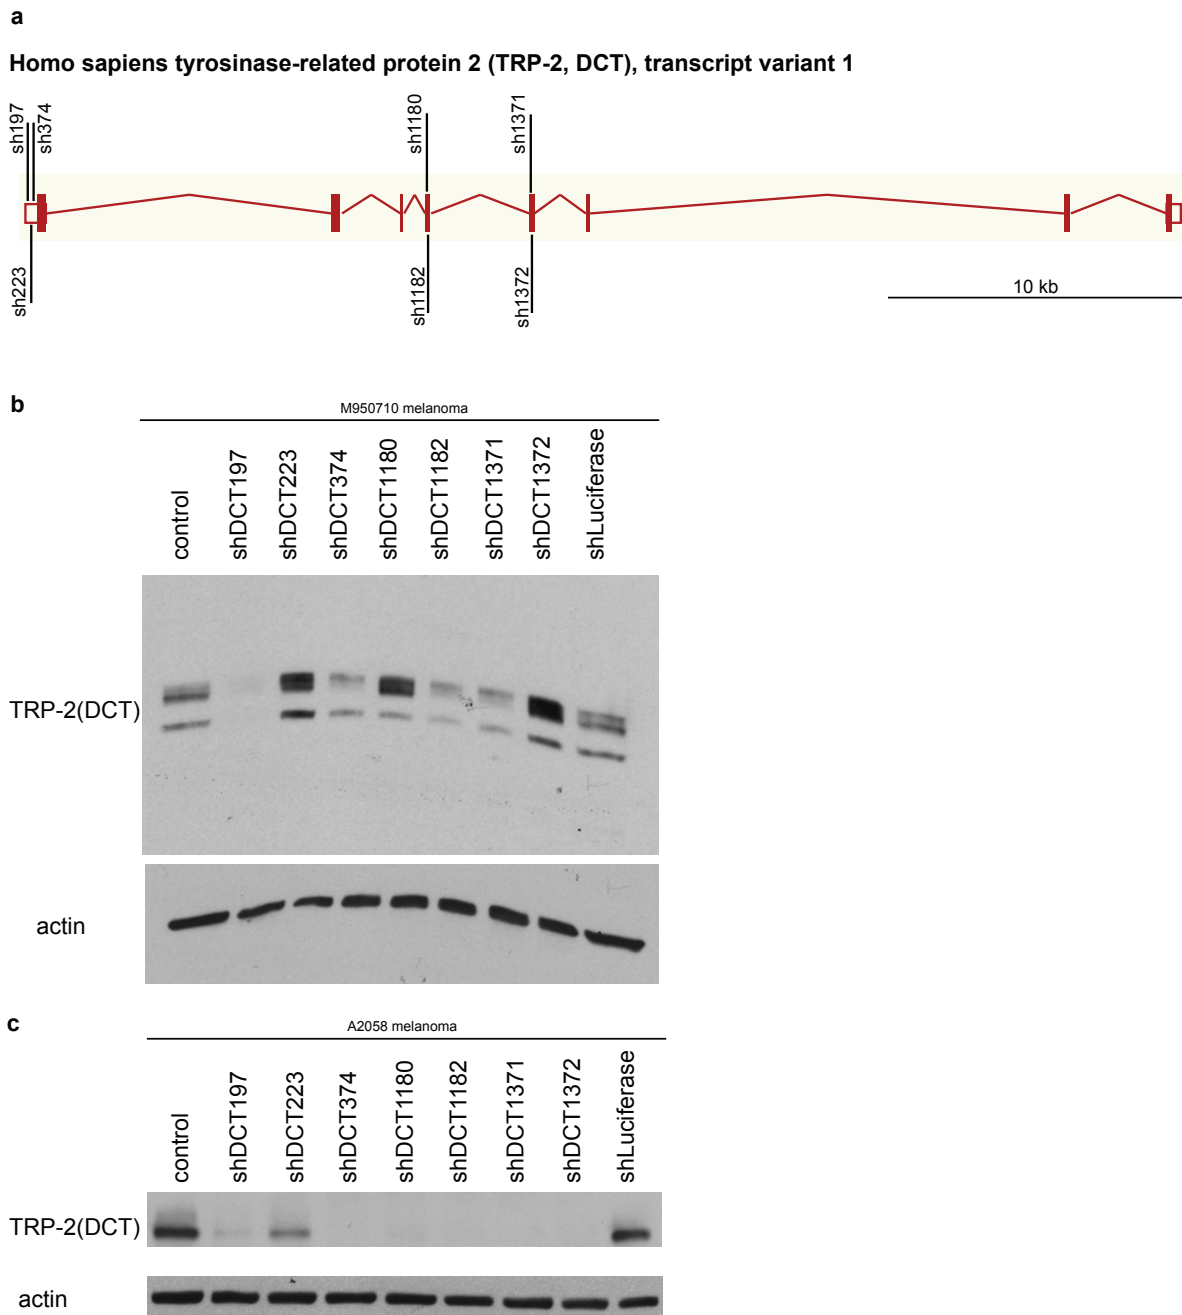 a
Homo sapiens tyrosinase-related protein 2 (TRP-2, DCT), transcript variant 1
sh197
sh374
sh1180
sh1371
sh223
sh1182
sh1372
10 kb
b
M950710 melanoma
control
shDCT197
shDCT223
shDCT374
shDCT1180
shDCT1182
shDCT1371
shDCT1372
shLuciferase
TRP-2(DCT)
actin
c
A2058 melanoma
control
shDCT197
shDCT223
shDCT374
shDCT1180
shDCT1182
shDCT1371
shDCT1372
shLuciferase
TRP-2(DCT)
actin